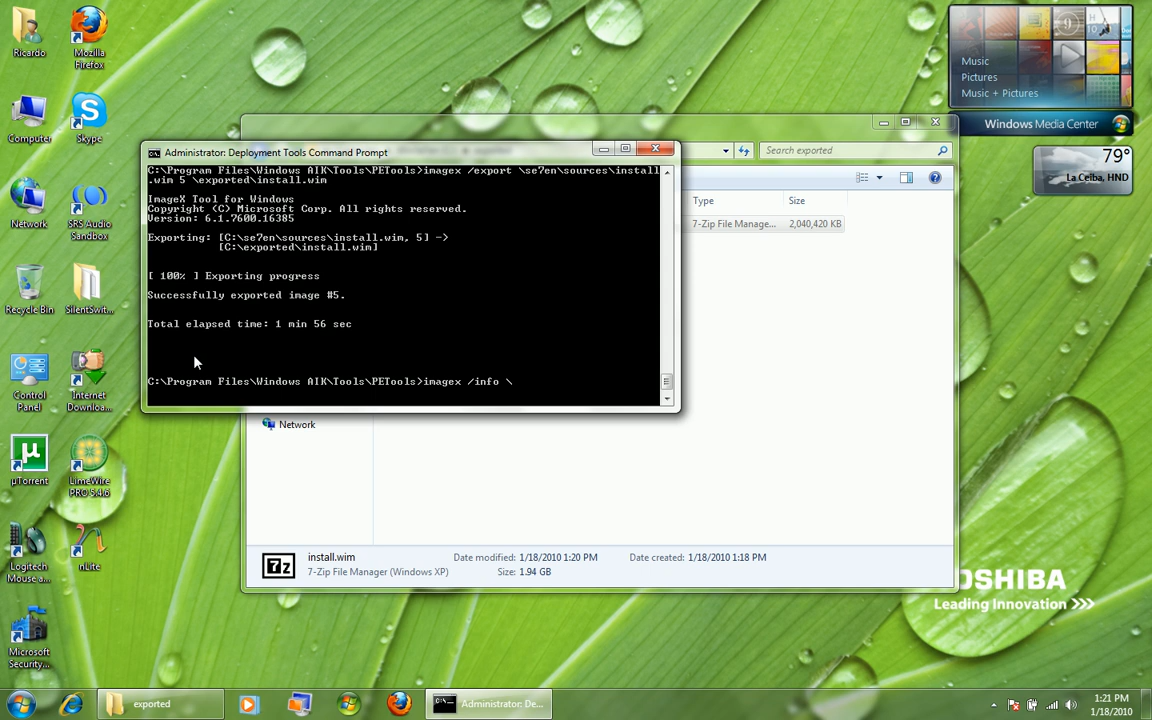 Ricardo
Mozilla
Firefox
Computer
Skype
Network
SRS Audio
Sandbox
Recycle Bin
SilentSwit...
Control
Panel
Internet
Downloa...
µTorrent
LimeWire
PRO 5.4.6
Logitech
Mouse a...
nLite
Microsoft
Security...
Music
Pictures
Music + Pictures
Windows Media Center
79°
La Ceiba, HND
Search exported
Type
Size
7-Zip File Manage...
2,040,420 KB
Administrator: Deployment Tools Command Prompt
C:\Program Files\Windows AIK\Tools\PETools>imagex /export \se7en\sources\install
.wim 5 \exported\install.wim
ImageX Tool for Windows
Copyright (C) Microsoft Corp. All rights reserved.
Version: 6.1.7600.16385
Exporting: [C:\se7en\sources\install.wim, 5] ->
[C:\exported\install.wim]
[ 100% ] Exporting progress
Successfully exported image #5.
Total elapsed time: 1 min 56 sec
C:\Program Files\Windows AIK\Tools\PETools>imagex /info \
Network
7z
install.wim
Date modified: 1/18/2010 1:20 PM
Date created: 1/18/2010 1:18 PM
7-Zip File Manager (Windows XP)
Size: 1.94 GB
OSHIBA
Leading Innovation >>>
exported
Administrator: De...
1:21 PM
1/18/2010